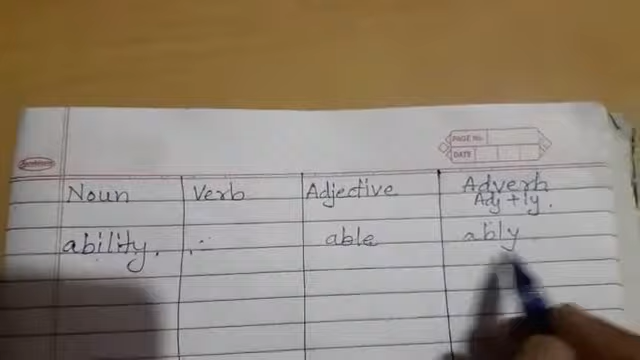 PAGE No.
DATE
Noun Verb Adjective Adverb
Adj + ly.
ability. able ably